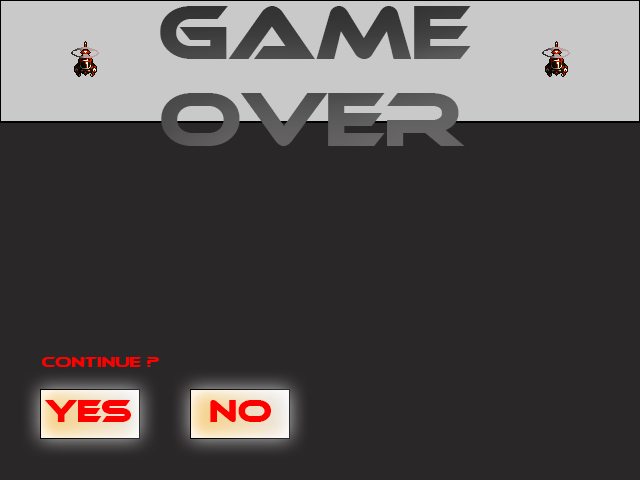 GAME
OVER
CONTINUE ?
YES
NO